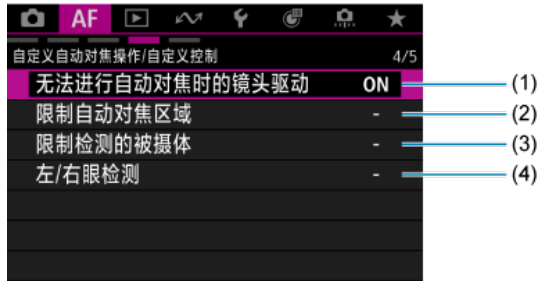 AF
自定义自动对焦操作/自定义控制 4/5
无法进行自动对焦时的镜头驱动 ON (1)
限制自动对焦区域 - (2)
限制检测的被摄体 - (3)
左/右眼检测 - (4)